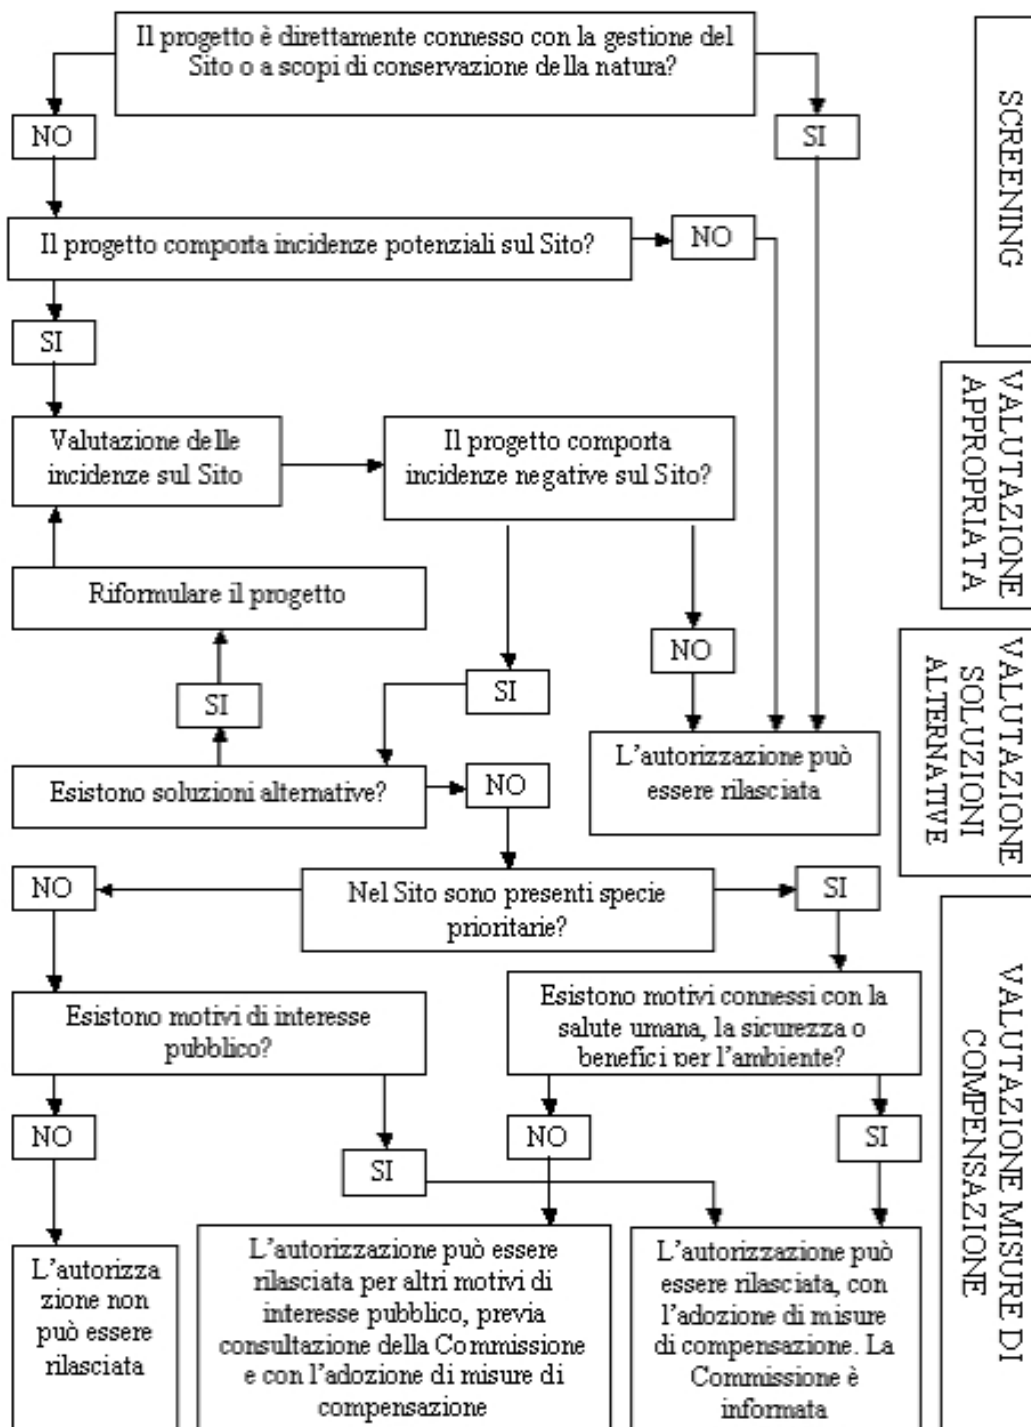 Il progetto è direttamente connesso con la gestione del
Sito o a scopi di conservazione della natura?
NO
SI
Il progetto comporta incidenze potenziali sul Sito?
NO
SI
Valutazione delle
incidenze sul Sito
Il progetto comporta
incidenze negative sul Sito?
Riformulare il progetto
NO
SI
SI
Esistono soluzioni alternative?
NO
L'autorizzazione può
essere rilasciata
NO
Nel Sito sono presenti specie
prioritarie?
SI
Esistono motivi di interesse
pubblico?
Esistono motivi connessi con la
salute umana, la sicurezza o
benefici per l'ambiente?
NO
SI
NO
SI
L'autorizza
zione non
può essere
rilasciata
L'autorizzazione può essere
rilasciata per altri motivi di
interesse pubblico, previa
consultazione della Commissione
e con l'adozione di misure di
compensazione
L'autorizzazione può
essere rilasciata, con
l'adozione di misure
di compensazione. La
Commissione è
informata
SCREENING
VALUTAZIONE
APPROPRIATA
VALUTAZIONE
SOLUZIONI
ALTERNATIVE
VALUTAZIONE MISURE DI
COMPENSAZIONE